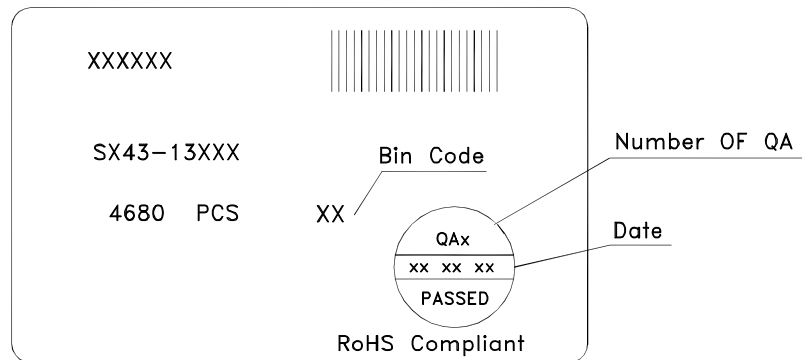 XXXXXX
SX43-13XXX
Bin Code
Number OF QA
4680 PCS
XX
QAx
Date
xx xx xx
PASSED
RoHS Compliant